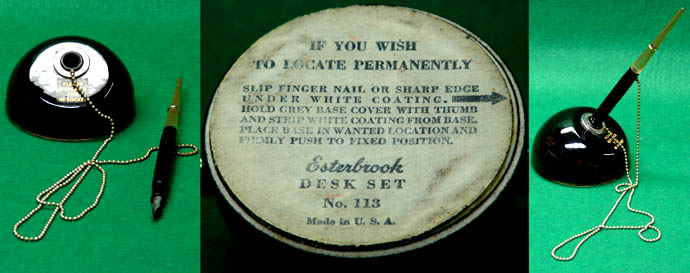 IF YOU WISH
TO LOCATE PERMANENTLY
SLIP FINGER NAIL OR SHARP EDGE
UNDER WHITE COATING.
HOLD GREY BASE COVER WITH THUMB
AND STRIP WHITE COATING FROM BASE.
PLACE BASE IN WANTED LOCATION AND
FIRMLY PUSH TO FIXED POSITION.
Esterbrook
DESK SET
No. 113
Made in U. S. A.